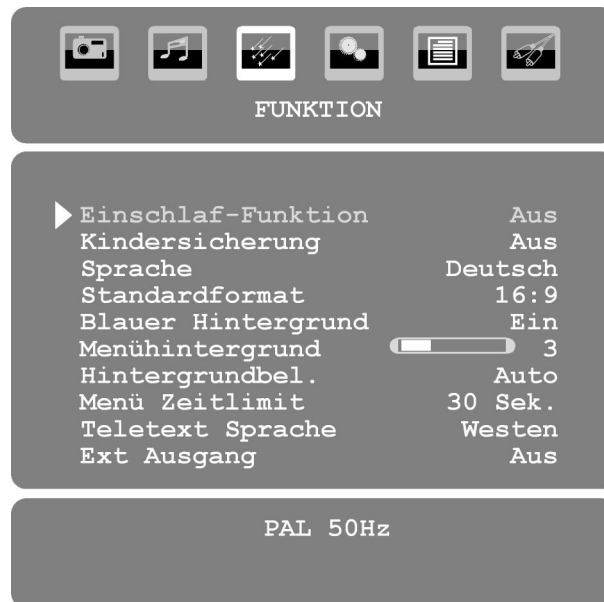 FUNKTION
Einschlaf-Funktion Aus
Kindersicherung Aus
Sprache Deutsch
Standardformat 16:9
Blauer Hintergrund Ein
Menühintergrund 3
Hintergrundbel. Auto
Menü Zeitlimit 30 Sek.
Teletext Sprache Westen
Ext Ausgang Aus
PAL 50Hz